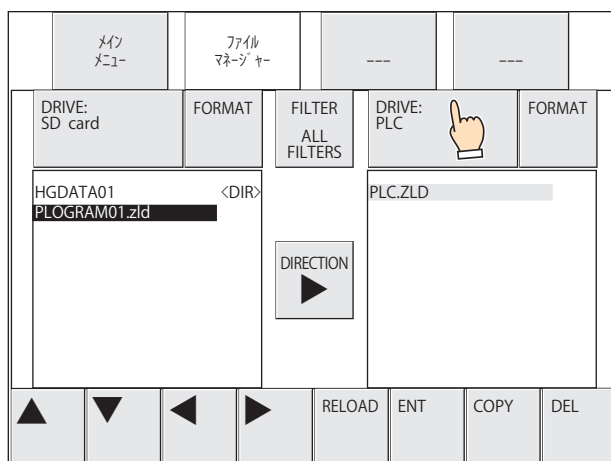 メイン
メニュー
ファイル
マネージャー
---
---
DRIVE:
SD card
FORMAT
FILTER
ALL
FILTERS
DRIVE:
PLC
FORMAT
HGDATA01 <DIR>
PLOGRAM01.zld
PLC.ZLD
DIRECTION
RELOAD
ENT
COPY
DEL